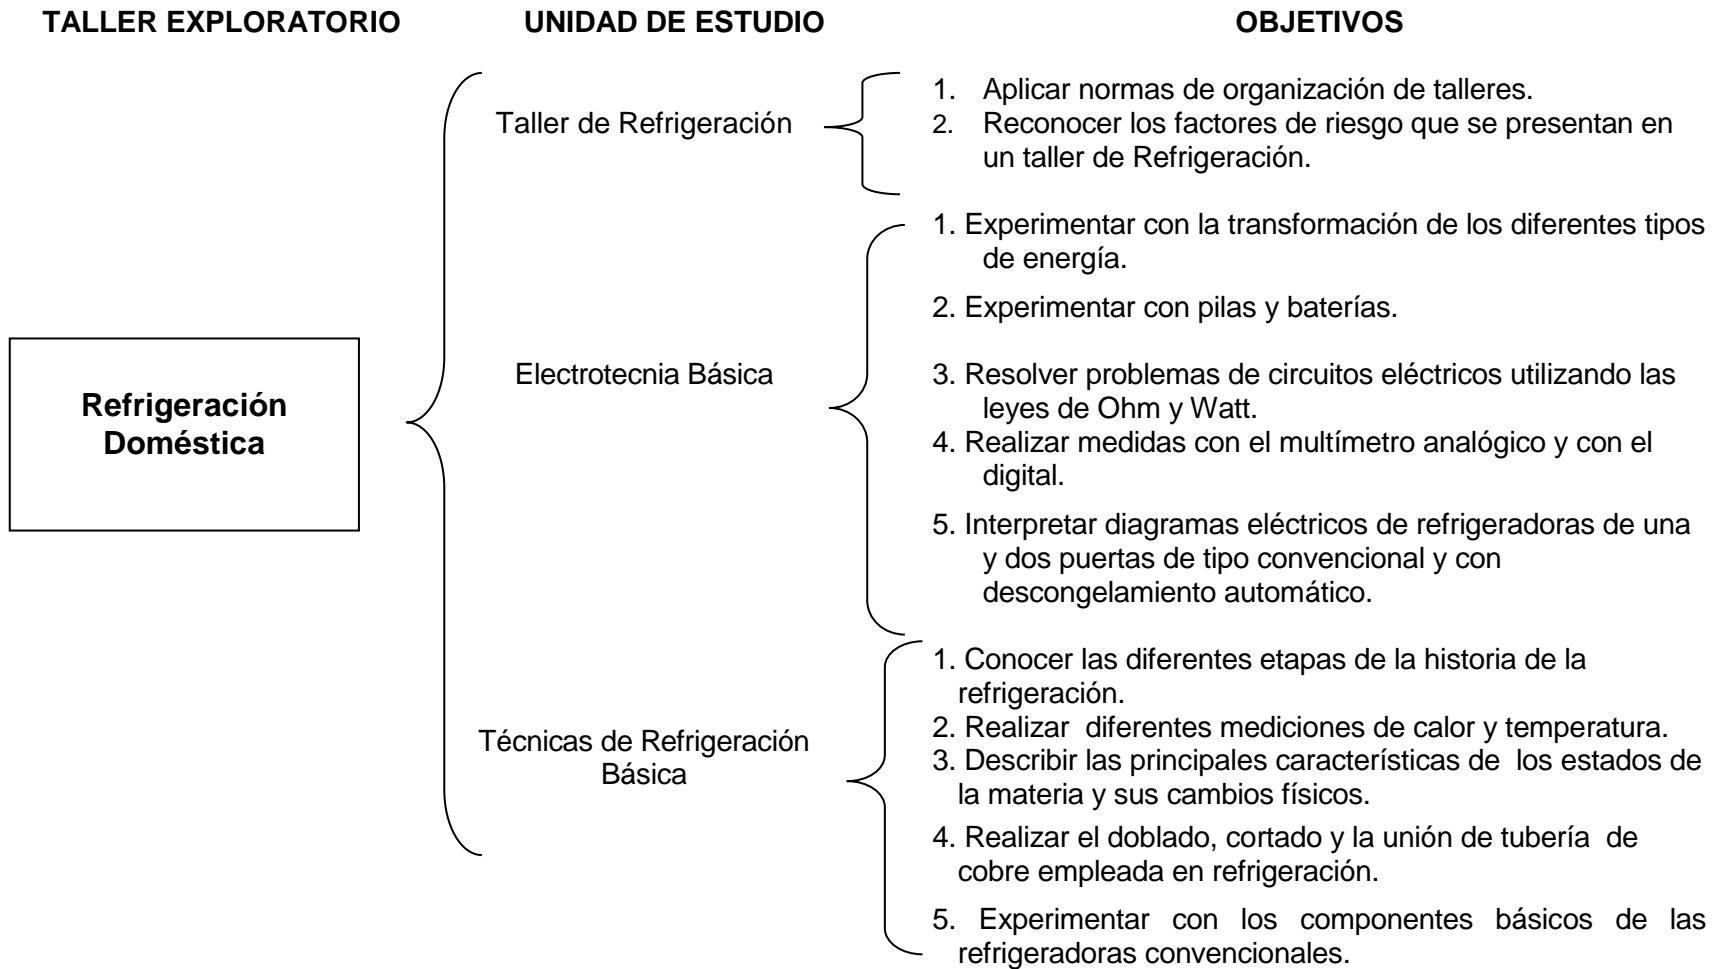 TALLER EXPLORATORIO
UNIDAD DE ESTUDIO
OBJETIVOS
Refrigeración
Doméstica
Taller de Refrigeración
1. Aplicar normas de organización de talleres.
2. Reconocer los factores de riesgo que se presentan en
un taller de Refrigeración.
Electrotecnia Básica
1. Experimentar con la transformación de los diferentes tipos
de energía.
2. Experimentar con pilas y baterías.
3. Resolver problemas de circuitos eléctricos utilizando las
leyes de Ohm y Watt.
4. Realizar medidas con el multímetro analógico y con el
digital.
5. Interpretar diagramas eléctricos de refrigeradoras de una
y dos puertas de tipo convencional y con
descongelamiento automático.
Técnicas de Refrigeración
Básica
1. Conocer las diferentes etapas de la historia de la
refrigeración.
2. Realizar diferentes mediciones de calor y temperatura.
3. Describir las principales características de los estados de
la materia y sus cambios físicos.
4. Realizar el doblado, cortado y la unión de tubería de
cobre empleada en refrigeración.
5. Experimentar con los componentes básicos de las
refrigeradoras convencionales.